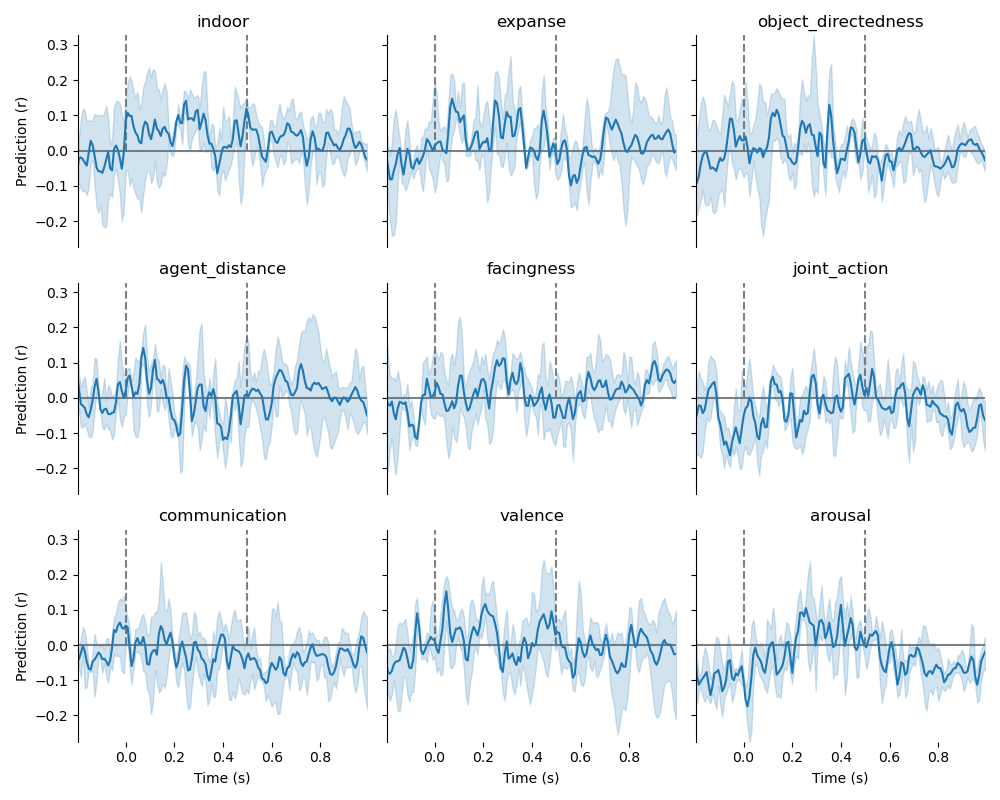 indoor expanse object_directedness
0.3
0.2
0.1
0.0
−0.1
−0.2
Prediction (r)
agent_distance facingness joint_action
0.3
0.2
0.1
0.0
−0.1
−0.2
Prediction (r)
communication valence arousal
0.3
0.2
0.1
0.0
−0.1
−0.2
Prediction (r)
0.0 0.2 0.4 0.6 0.8 0.0 0.2 0.4 0.6 0.8 0.0 0.2 0.4 0.6 0.8
Time (s) Time (s) Time (s)